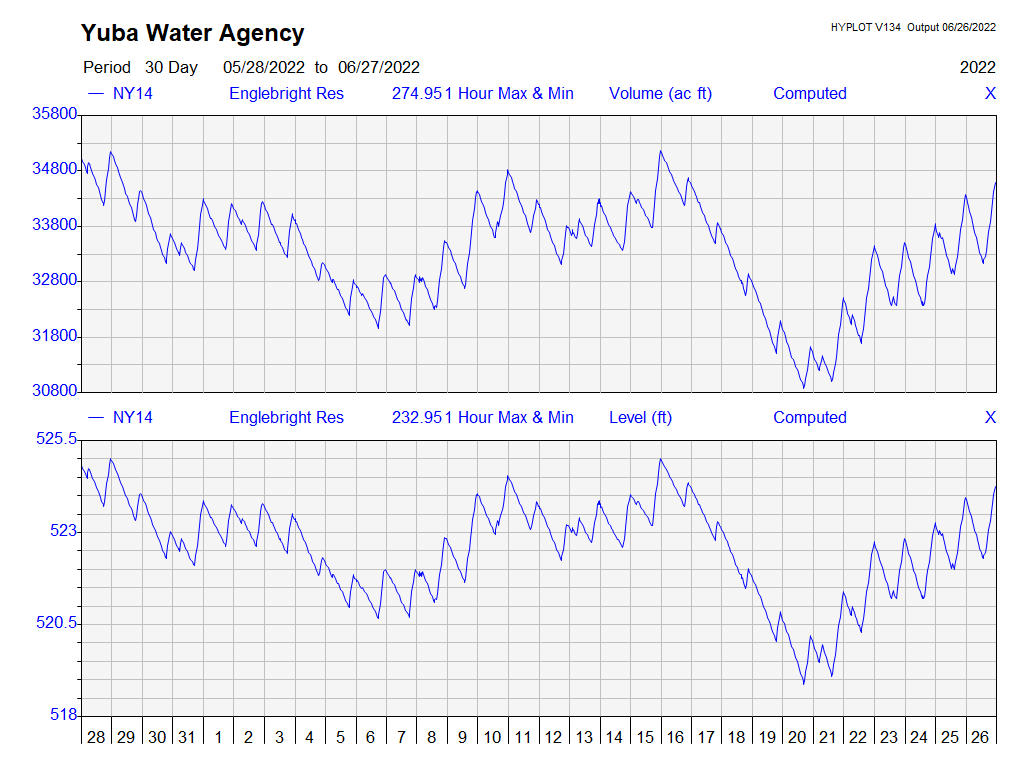 Yuba Water Agency
HYPLOT V134 Output 06/26/2022
Period 30 Day 05/28/2022 to 06/27/2022 2022
NY14 Englebright Res 274.951 Hour Max & Min Volume (ac ft) Computed X
35800
34800
33800
32800
31800
30800
NY14 Englebright Res 232.951 Hour Max & Min Level (ft) Computed X
525.5
523
520.5
518
28 29 30 31 1 2 3 4 5 6 7 8 9 10 11 12 13 14 15 16 17 18 19 20 21 22 23 24 25 26